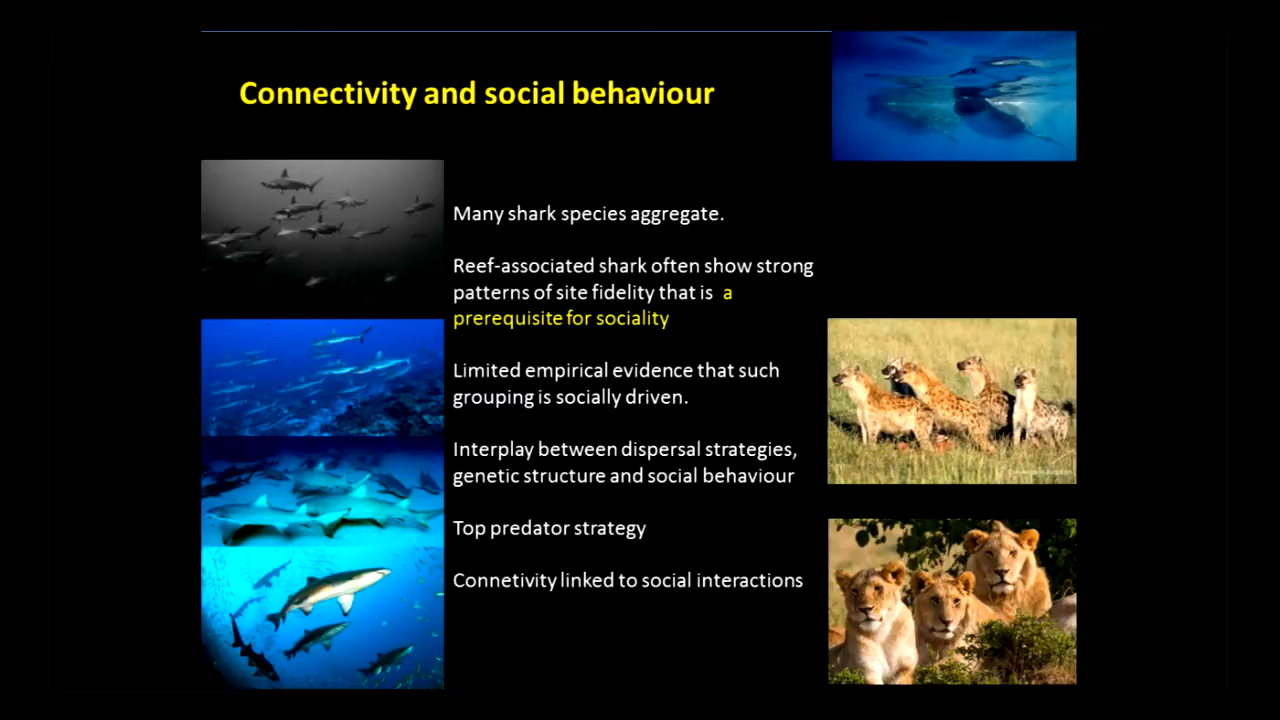 Connectivity and social behaviour
Many shark species aggregate.
Reef-associated shark often show strong
patterns of site fidelity that is a
prerequisite for sociality
Limited empirical evidence that such
grouping is socially driven.
Interplay between dispersal strategies,
genetic structure and social behaviour
Top predator strategy
Connetivity linked to social interactions